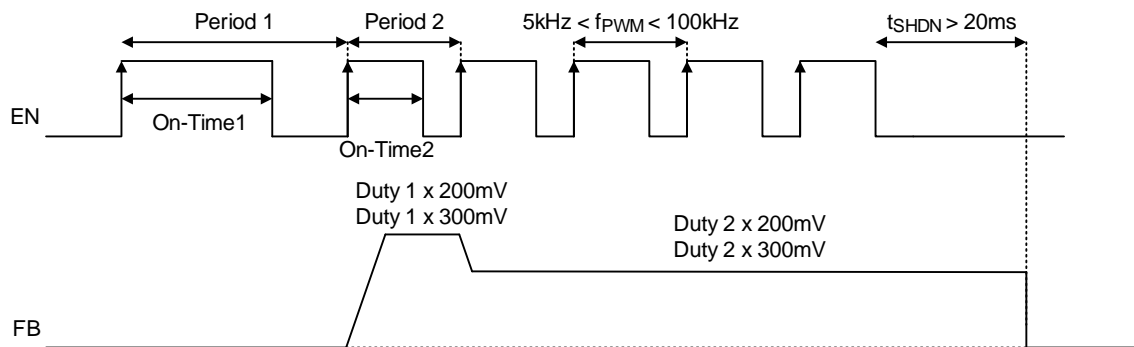 Period 1
Period 2
5kHz < fPWM < 100kHz
tSHDN > 20ms
EN
On-Time1
On-Time2
Duty 1 x 200mV
Duty 1 x 300mV
Duty 2 x 200mV
Duty 2 x 300mV
FB